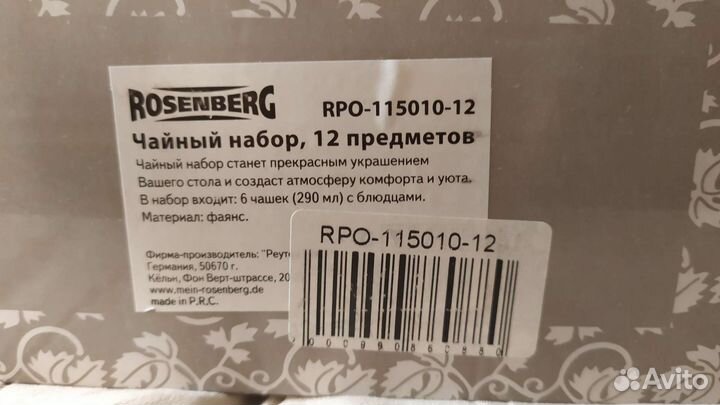 ROSENBERG
RPO-115010-12
Чайный набор, 12 предметов
Чайный набор станет прекрасным украшением
Вашего стола и создаст атмосферу комфорта и уюта.
В набор входит: 6 чашек (290 мл) с блюдцами.
Материал: фаянс.
Фирма-производитель: "Реуте
Германия, 50670 г.
Кёльн, Фон Верт-штрассе, 20
www.mein-rosenberg.de
made in P.R.C.
RPO-115010-12
Avito